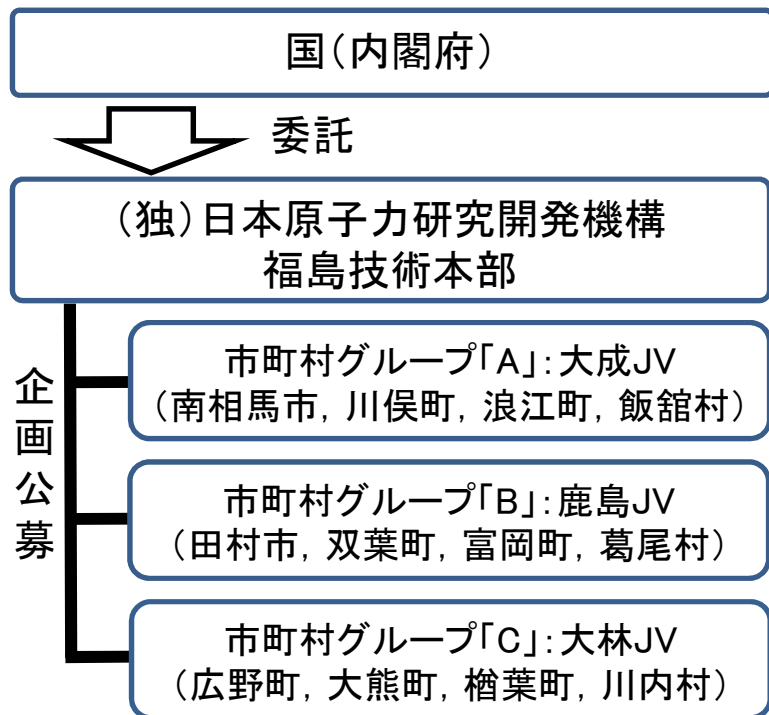 国(内閣府)
委託
(独)日本原子力研究開発機構
福島技術本部
企画公募
市町村グループ「A」:大成JV
(南相馬市, 川俣町, 浪江町, 飯舘村)
市町村グループ「B」:鹿島JV
(田村市, 双葉町, 富岡町, 葛尾村)
市町村グループ「C」:大林JV
(広野町, 大熊町, 楢葉町, 川内村)